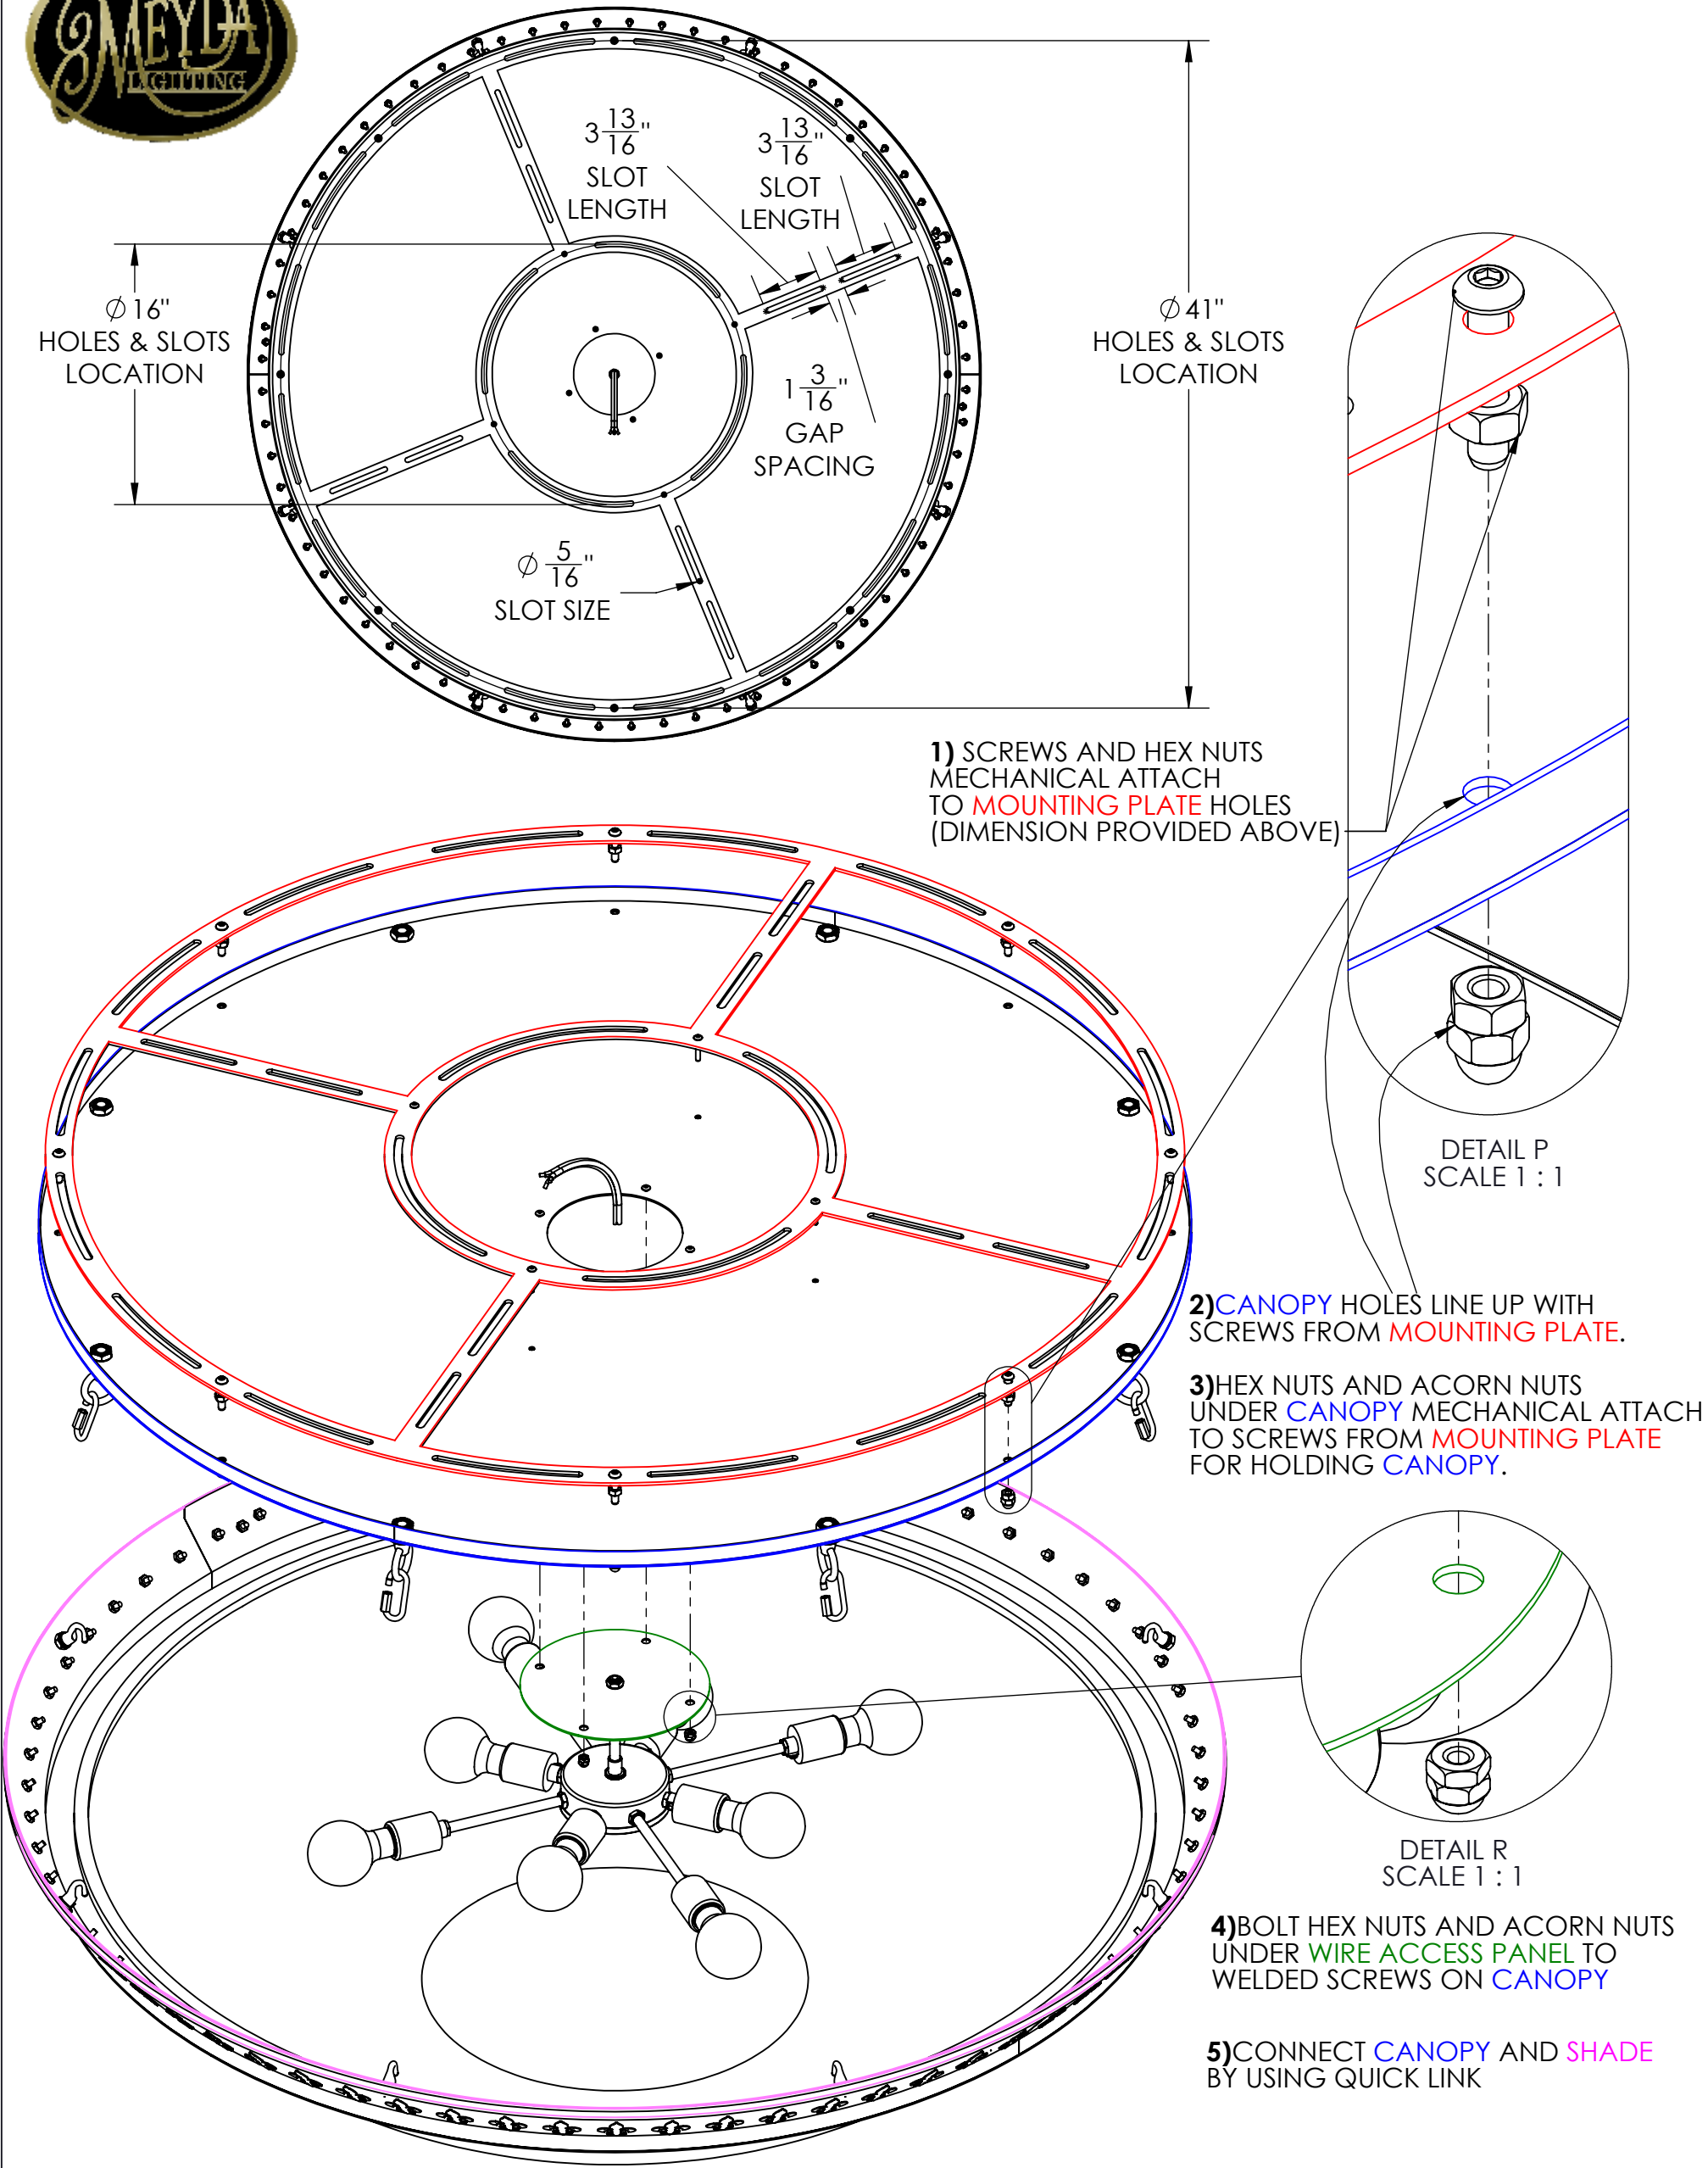 MEYDA
LIGHTING
3 13/16"
SLOT
LENGTH
3 13/16"
SLOT
LENGTH
Ø 16"
HOLES & SLOTS
LOCATION
Ø 41"
HOLES & SLOTS
LOCATION
1 3/16"
GAP
SPACING
Ø 5/16"
SLOT SIZE
1) SCREWS AND HEX NUTS
MECHANICAL ATTACH
TO MOUNTING PLATE HOLES
(DIMENSION PROVIDED ABOVE)
DETAIL P
SCALE 1 : 1
2)CANOPY HOLES LINE UP WITH
SCREWS FROM MOUNTING PLATE.
3)HEX NUTS AND ACORN NUTS
UNDER CANOPY MECHANICAL ATTACH
TO SCREWS FROM MOUNTING PLATE
FOR HOLDING CANOPY.
DETAIL R
SCALE 1 : 1
4)BOLT HEX NUTS AND ACORN NUTS
UNDER WIRE ACCESS PANEL TO
WELDED SCREWS ON CANOPY
5)CONNECT CANOPY AND SHADE
BY USING QUICK LINK